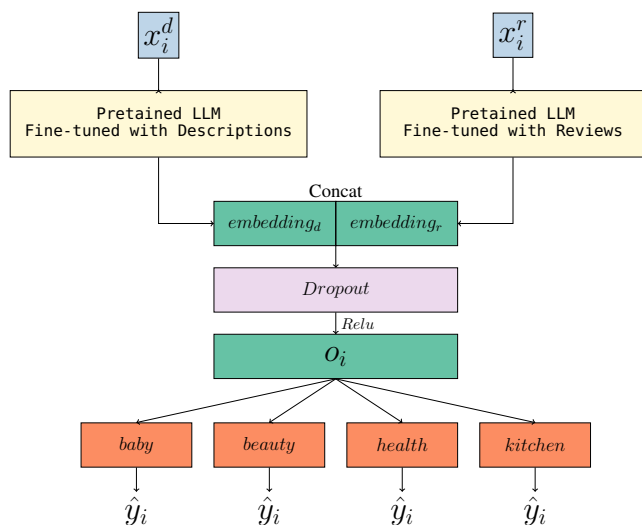 x_i^d
x_i^r
Pretained LLM
Fine-tuned with Descriptions
Pretained LLM
Fine-tuned with Reviews
Concat
embedding_d
embedding_r
Dropout
Relu
o_i
baby
beauty
health
kitchen
ŷ_i
ŷ_i
ŷ_i
ŷ_i